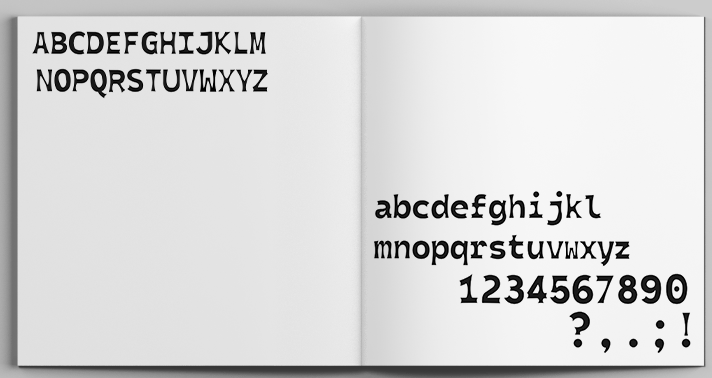 ABCDEFGHIJKLM
NOPQRSTUVWXYZ
abcdefghijkl
mnopqrstuvwxyz
1234567890
?,.;!